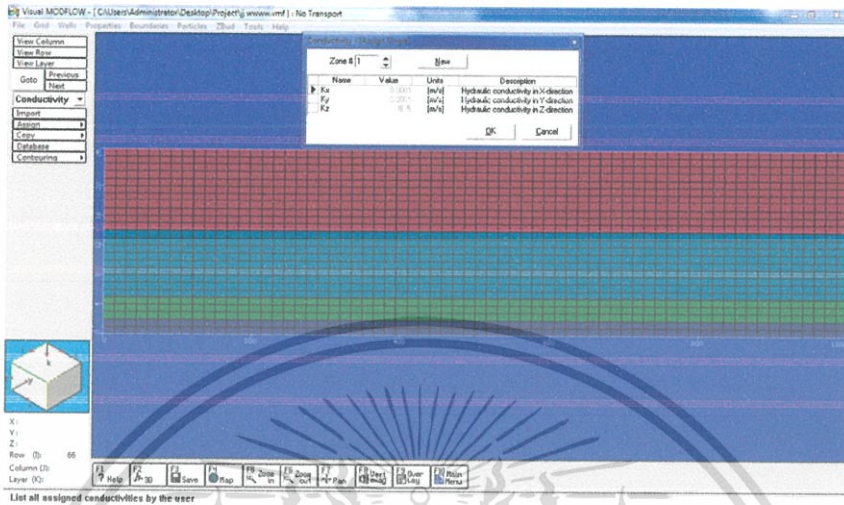 Visual MODFLOW - [ C:\Users\Administrator\Desktop\Project\jj wnsww.vmf ] : No Transport
File Grid Wells Properties Boundaries Particles ZBud Tools Help
View Column
View Row
View Layer
Goto Previous
Next
Conductivity
Import
Assign
Copy
Database
Contouring
Zone # 1 New
Name Value Units Description
Kx [m/s] Hydraulic conductivity in X-direction
Ky [m/s] Hydraulic conductivity in Y-direction
Kz [m/s] Hydraulic conductivity in Z-direction
OK Cancel
X:
Y:
Z:
Row (I): 66
Column (J):
Layer (K):
F1 Help F2 3D F3 Save F4 Map F5 Zoom in F6 Zoom out F7 Pan F8 Vert exag F9 Over Lay F10 Main Menu
List all assigned conductivities by the user